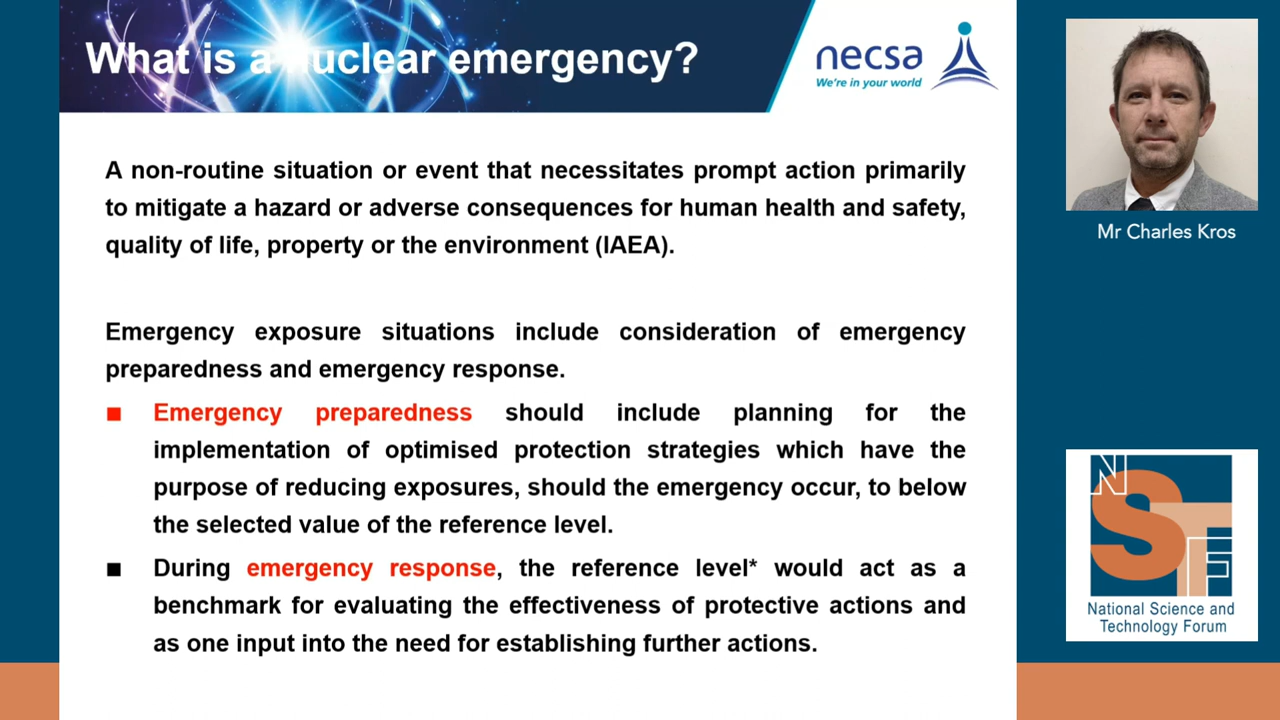 What is a nuclear emergency?
necsa
We're in your world
A non-routine situation or event that necessitates prompt action primarily
to mitigate a hazard or adverse consequences for human health and safety,
quality of life, property or the environment (IAEA).
Emergency exposure situations include consideration of emergency
preparedness and emergency response.
■ Emergency preparedness should include planning for the
implementation of optimised protection strategies which have the
purpose of reducing exposures, should the emergency occur, to below
the selected value of the reference level.
■ During emergency response, the reference level* would act as a
benchmark for evaluating the effectiveness of protective actions and
as one input into the need for establishing further actions.
Mr Charles Kros
NSTF
National Science and
Technology Forum